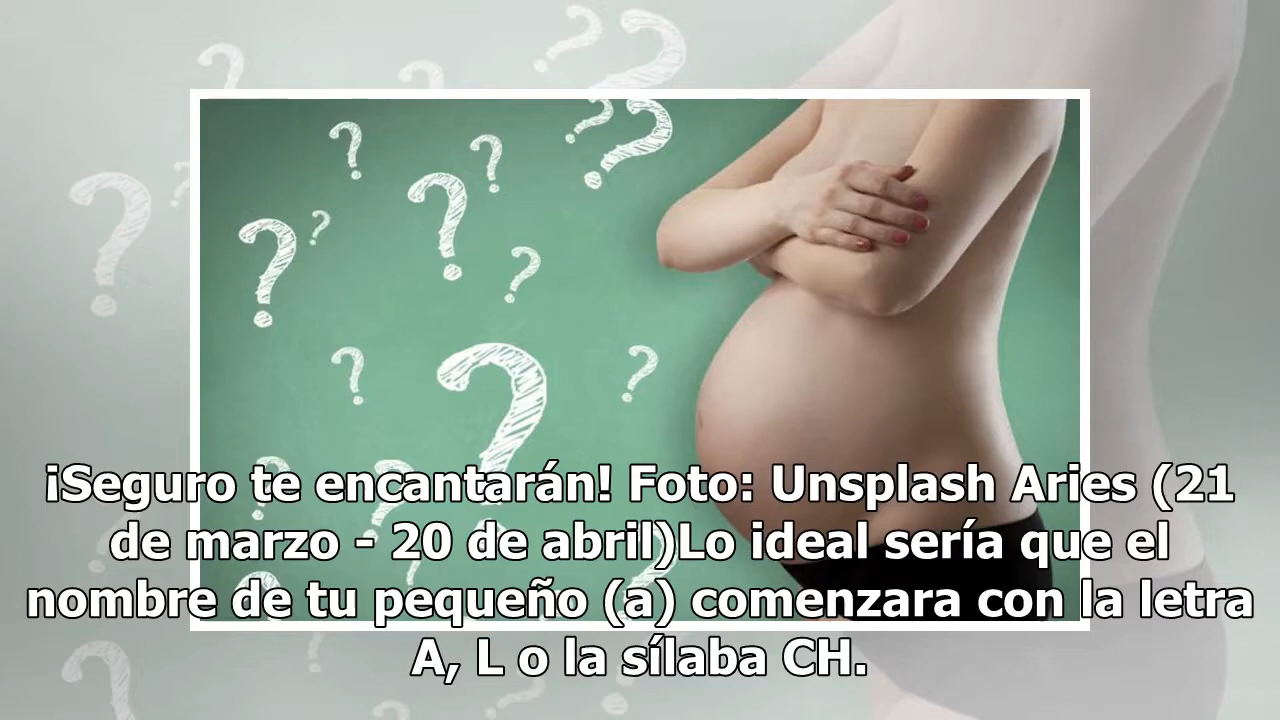 ¡Seguro te encantarán! Foto: Unsplash Aries (21
de marzo - 20 de abril)Lo ideal sería que el
nombre de tu pequeño (a) comenzara con la letra
A, L o la sílaba CH.